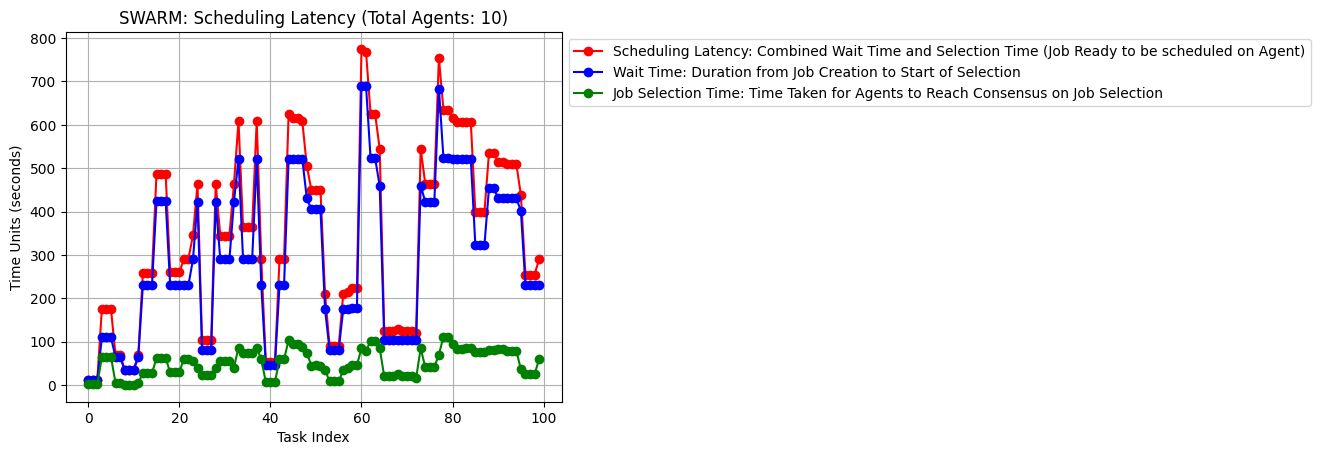 SWARM: Scheduling Latency (Total Agents: 10)
800
700
600
500
400
300
200
100
0
Time Units (seconds)
0 20 40 60 80 100
Task Index
Scheduling Latency: Combined Wait Time and Selection Time (Job Ready to be scheduled on Agent)
Wait Time: Duration from Job Creation to Start of Selection
Job Selection Time: Time Taken for Agents to Reach Consensus on Job Selection